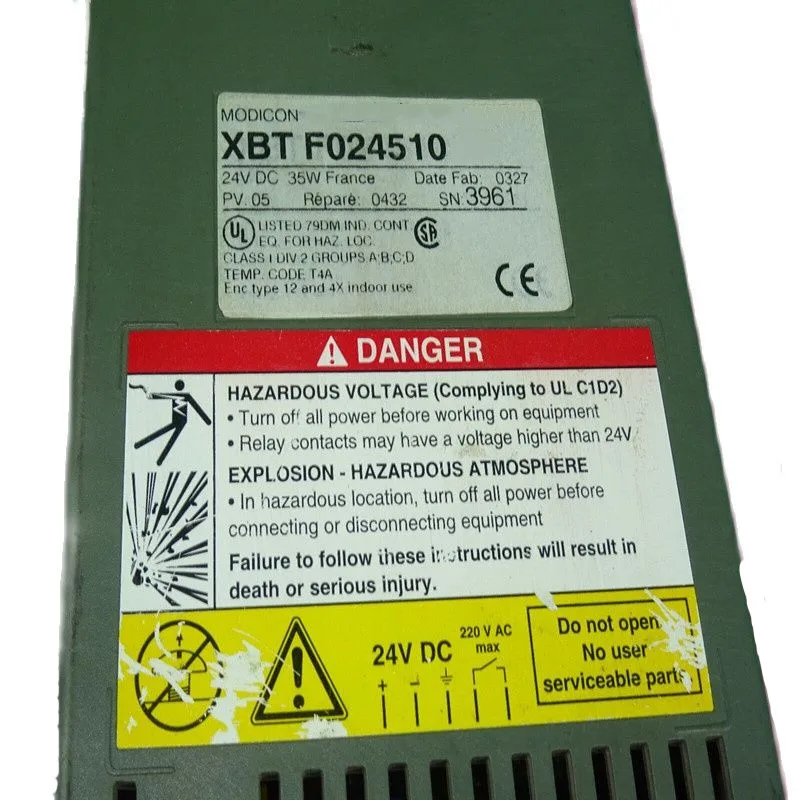 MODICON
XBT F024510
24V DC 35W France Date Fab: 0327
PV. 05 Réparé: 0432 SN: 3961
UL LISTED 79DM IND. CONT
EQ. FOR HAZ. LOC.
CLASS I DIV 2 GROUPS A;B;C;D
TEMP. CODE T4A
Enc type 12 and 4X indoor use
SA
CE
DANGER
HAZARDOUS VOLTAGE (Complying to UL C1D2)
• Turn off all power before working on equipment
• Relay contacts may have a voltage higher than 24V
EXPLOSION - HAZARDOUS ATMOSPHERE
• In hazardous location, turn off all power before
connecting or disconnecting equipment
Failure to follow these instructions will result in
death or serious injury.
24V DC
+ –
220 V AC
max
Do not open
No user
serviceable parts